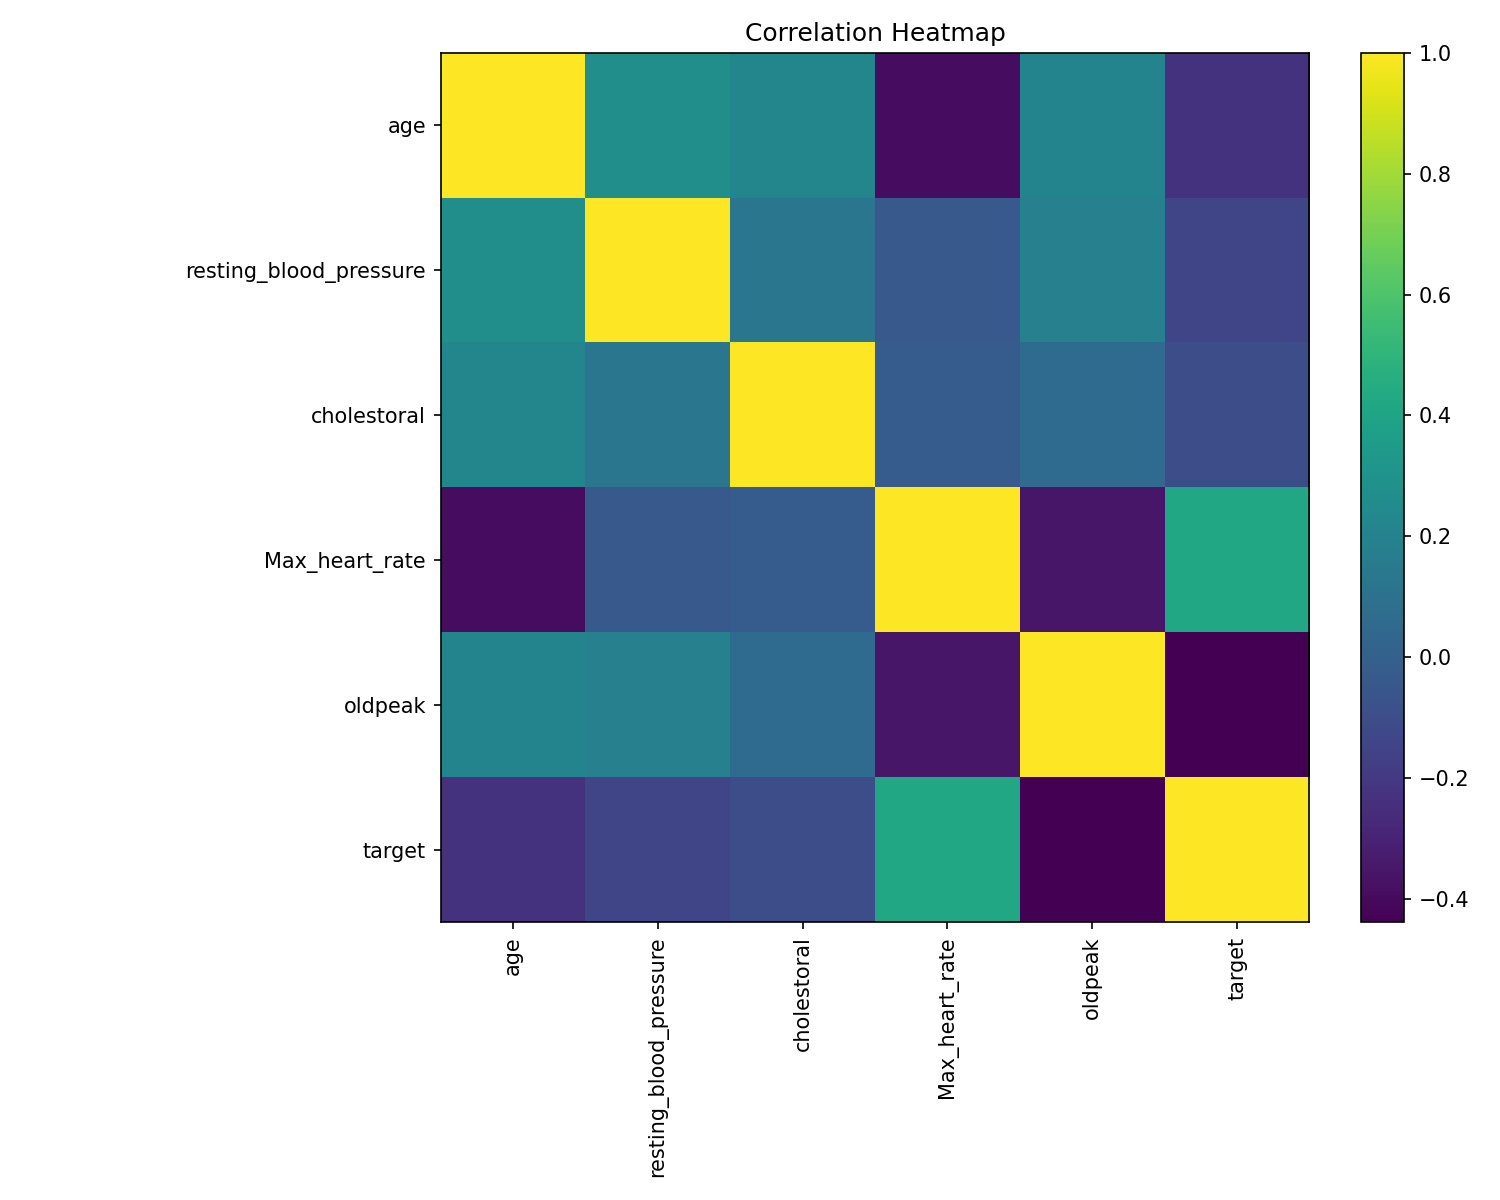 Correlation Heatmap
age
resting_blood_pressure
cholestoral
Max_heart_rate
oldpeak
target
age
resting_blood_pressure
cholestoral
Max_heart_rate
oldpeak
target
1.0
0.8
0.6
0.4
0.2
0.0
−0.2
−0.4